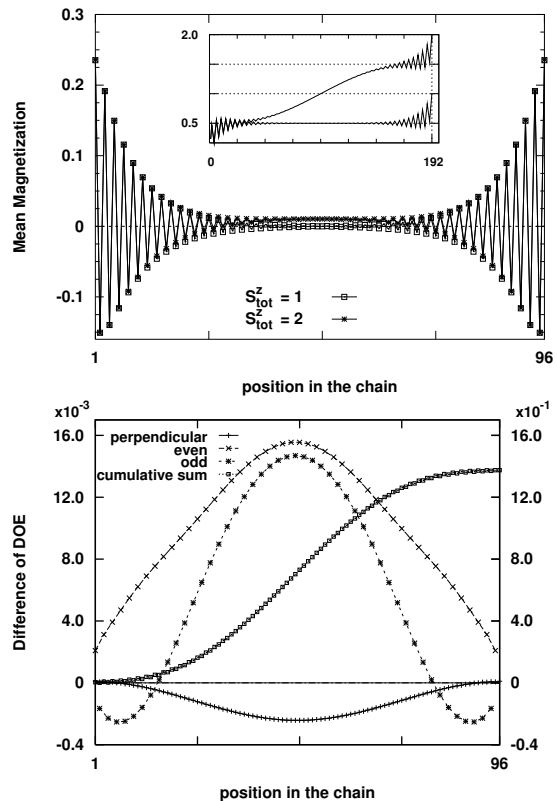 0.3
0.2
0.1
0
-0.1
Mean Magnetization
2.0
0.5
0
192
S^z_tot = 1
S^z_tot = 2
1
96
position in the chain
x10^-3
x10^-1
16.0
12.0
8.0
4.0
0
-0.4
Difference of DOE
perpendicular
even
odd
cumulative sum
16.0
12.0
8.0
4.0
0
-0.4
1
96
position in the chain